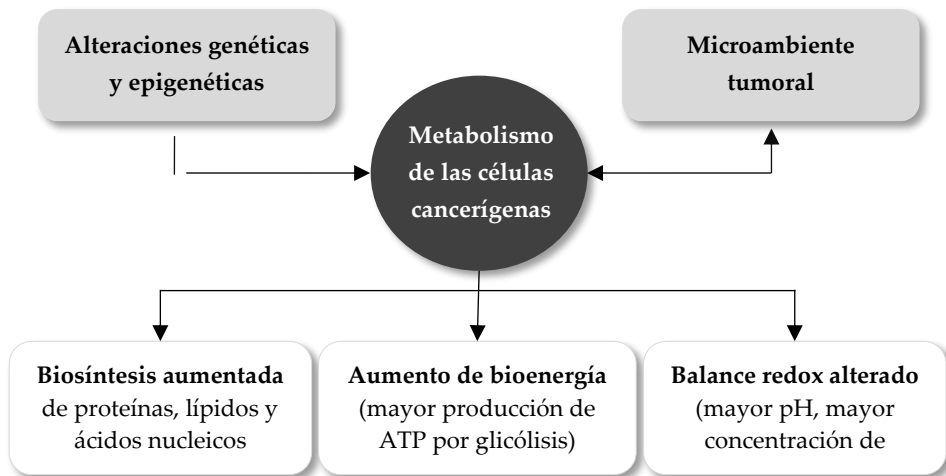 Alteraciones genéticas
y epigenéticas
Microambiente
tumoral
Metabolismo
de las células
cancerígenas
Biosíntesis aumentada
de proteínas, lípidos y
ácidos nucleicos
Aumento de bioenergía
(mayor producción de
ATP por glicólisis)
Balance redox alterado
(mayor pH, mayor
concentración de